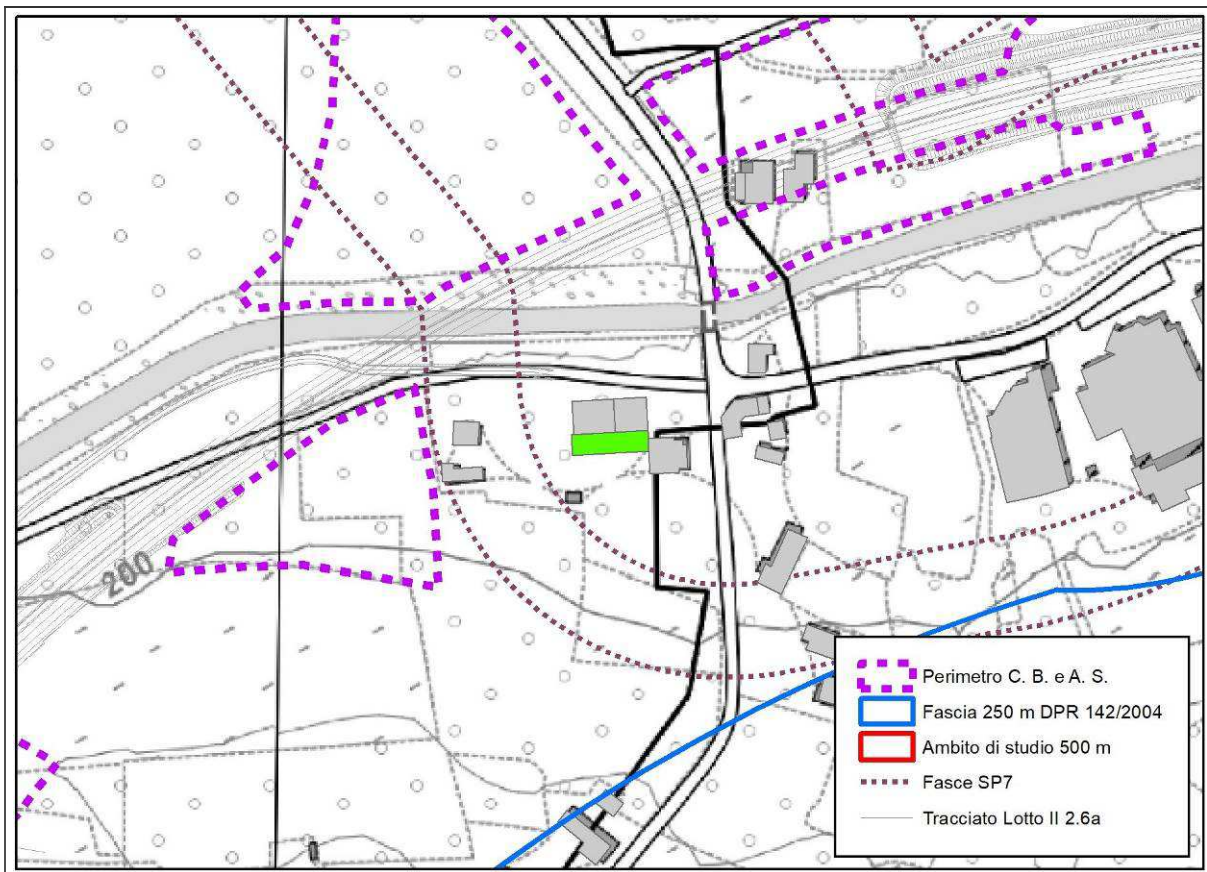 200
Perimetro C. B. e A. S.
Fascia 250 m DPR 142/2004
Ambito di studio 500 m
Fasce SP7
Tracciato Lotto II 2.6a